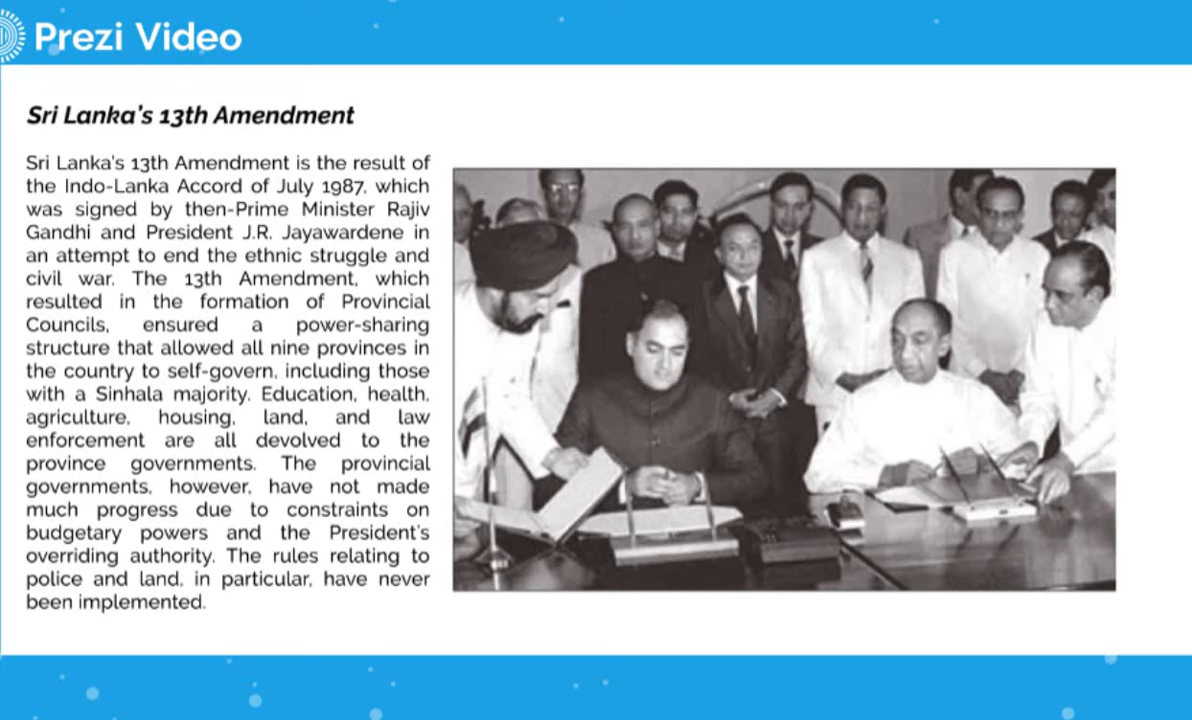 Prezi Video
Sri Lanka's 13th Amendment
Sri Lanka's 13th Amendment is the result of
the Indo-Lanka Accord of July 1987, which
was signed by then-Prime Minister Rajiv
Gandhi and President J.R. Jayawardene in
an attempt to end the ethnic struggle and
civil war. The 13th Amendment, which
resulted in the formation of Provincial
Councils, ensured a power-sharing
structure that allowed all nine provinces in
the country to self-govern, including those
with a Sinhala majority. Education, health,
agriculture, housing, land, and law
enforcement are all devolved to the
province governments. The provincial
governments, however, have not made
much progress due to constraints on
budgetary powers and the President's
overriding authority. The rules relating to
police and land, in particular, have never
been implemented.